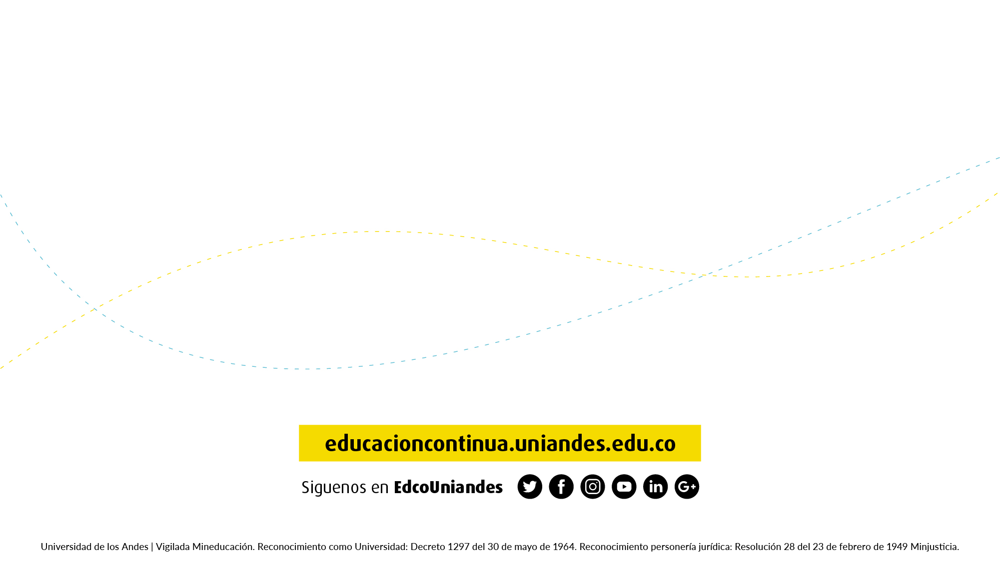 educacioncontinua.uniandes.edu.co
Siguenos en EdcoUniandes
Universidad de los Andes | Vigilada Mineducación. Reconocimiento como Universidad: Decreto 1297 del 30 de mayo de 1964. Reconocimiento personería jurídica: Resolución 28 del 23 de febrero de 1949 Minjusticia.